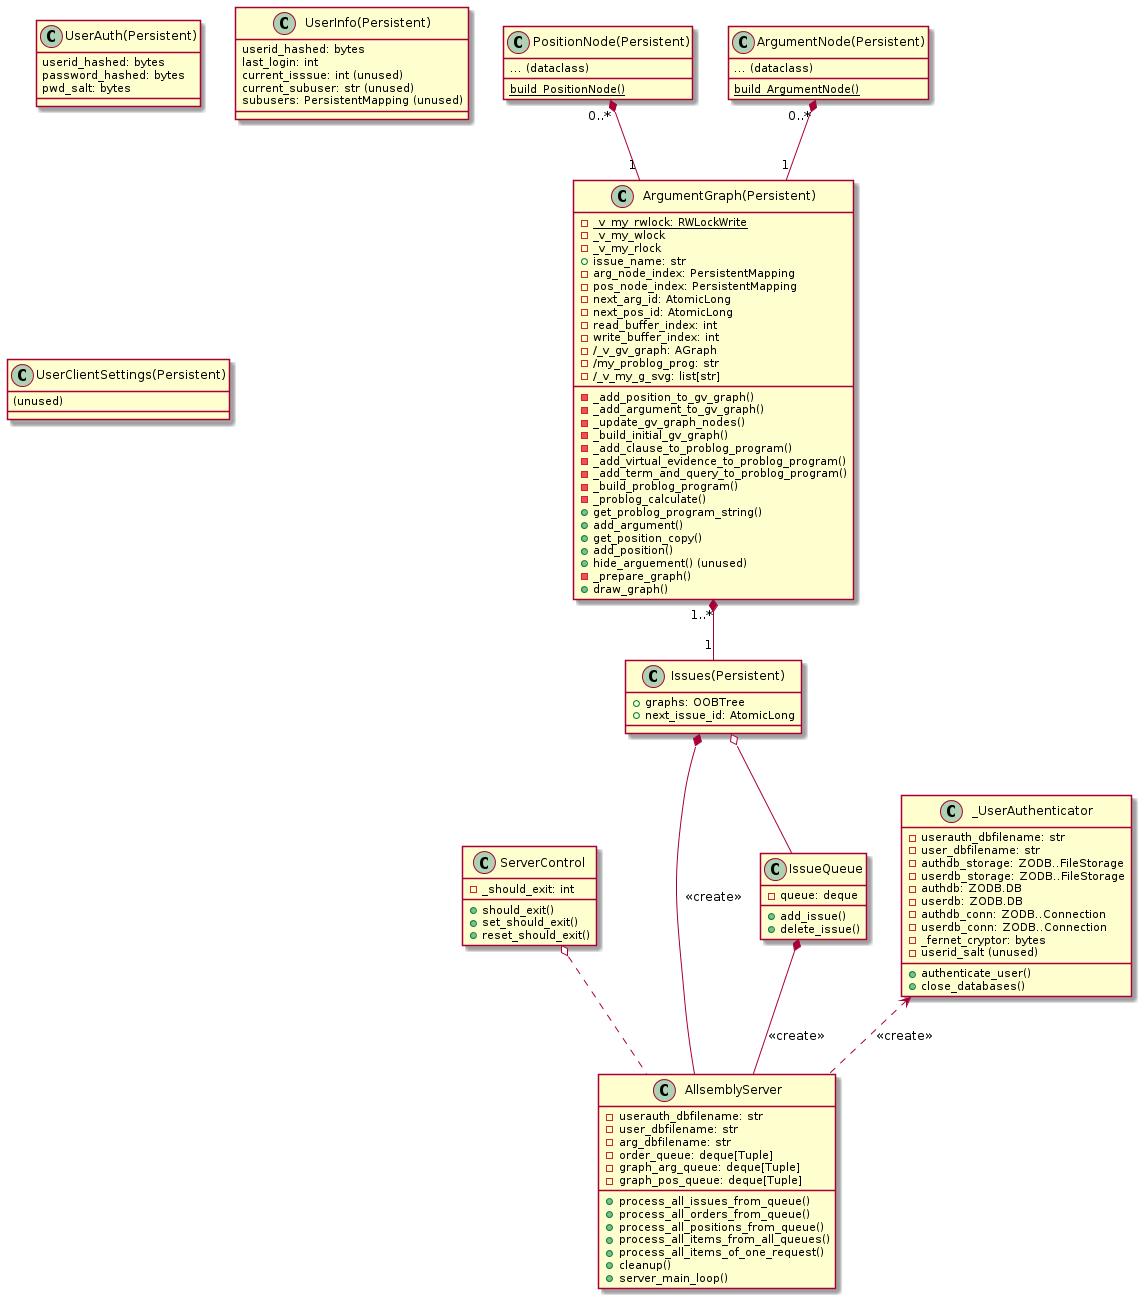 C UserAuth(Persistent)
userid_hashed: bytes
password_hashed: bytes
pwd_salt: bytes
C UserInfo(Persistent)
userid_hashed: bytes
last_login: int
current_isssue: int (unused)
current_subuser: str (unused)
subusers: PersistentMapping (unused)
C PositionNode(Persistent)
... (dataclass)
build_PositionNode()
C ArgumentNode(Persistent)
... (dataclass)
build_ArgumentNode()
0..*
1
0..*
1
C ArgumentGraph(Persistent)
_v_my_rwlock: RWLockWrite
_v_my_wlock
_v_my_rlock
issue_name: str
arg_node_index: PersistentMapping
pos_node_index: PersistentMapping
next_arg_id: AtomicLong
next_pos_id: AtomicLong
read_buffer_index: int
write_buffer_index: int
/_v_gv_graph: AGraph
/my_problog_prog: str
/_v_my_g_svg: list[str]
_add_position_to_gv_graph()
_add_argument_to_gv_graph()
_update_gv_graph_nodes()
_build_initial_gv_graph()
_add_clause_to_problog_program()
_add_virtual_evidence_to_problog_program()
_add_term_and_query_to_problog_program()
_build_problog_program()
_problog_calculate()
get_problog_program_string()
add_argument()
get_position_copy()
add_position()
hide_arguement() (unused)
_prepare_graph()
draw_graph()
C UserClientSettings(Persistent)
(unused)
1..*
1
C Issues(Persistent)
graphs: OOBTree
next_issue_id: AtomicLong
C ServerControl
_should_exit: int
should_exit()
set_should_exit()
reset_should_exit()
«create»
C IssueQueue
queue: deque
add_issue()
delete_issue()
C _UserAuthenticator
userauth_dbfilename: str
user_dbfilename: str
authdb_storage: ZODB..FileStorage
userdb_storage: ZODB..FileStorage
authdb: ZODB.DB
userdb: ZODB.DB
authdb_conn: ZODB..Connection
userdb_conn: ZODB..Connection
_fernet_cryptor: bytes
userid_salt (unused)
authenticate_user()
close_databases()
«create»
«create»
C AllsemblyServer
userauth_dbfilename: str
user_dbfilename: str
arg_dbfilename: str
order_queue: deque[Tuple]
graph_arg_queue: deque[Tuple]
graph_pos_queue: deque[Tuple]
process_all_issues_from_queue()
process_all_orders_from_queue()
process_all_positions_from_queue()
process_all_items_from_all_queues()
process_all_items_of_one_request()
cleanup()
server_main_loop()